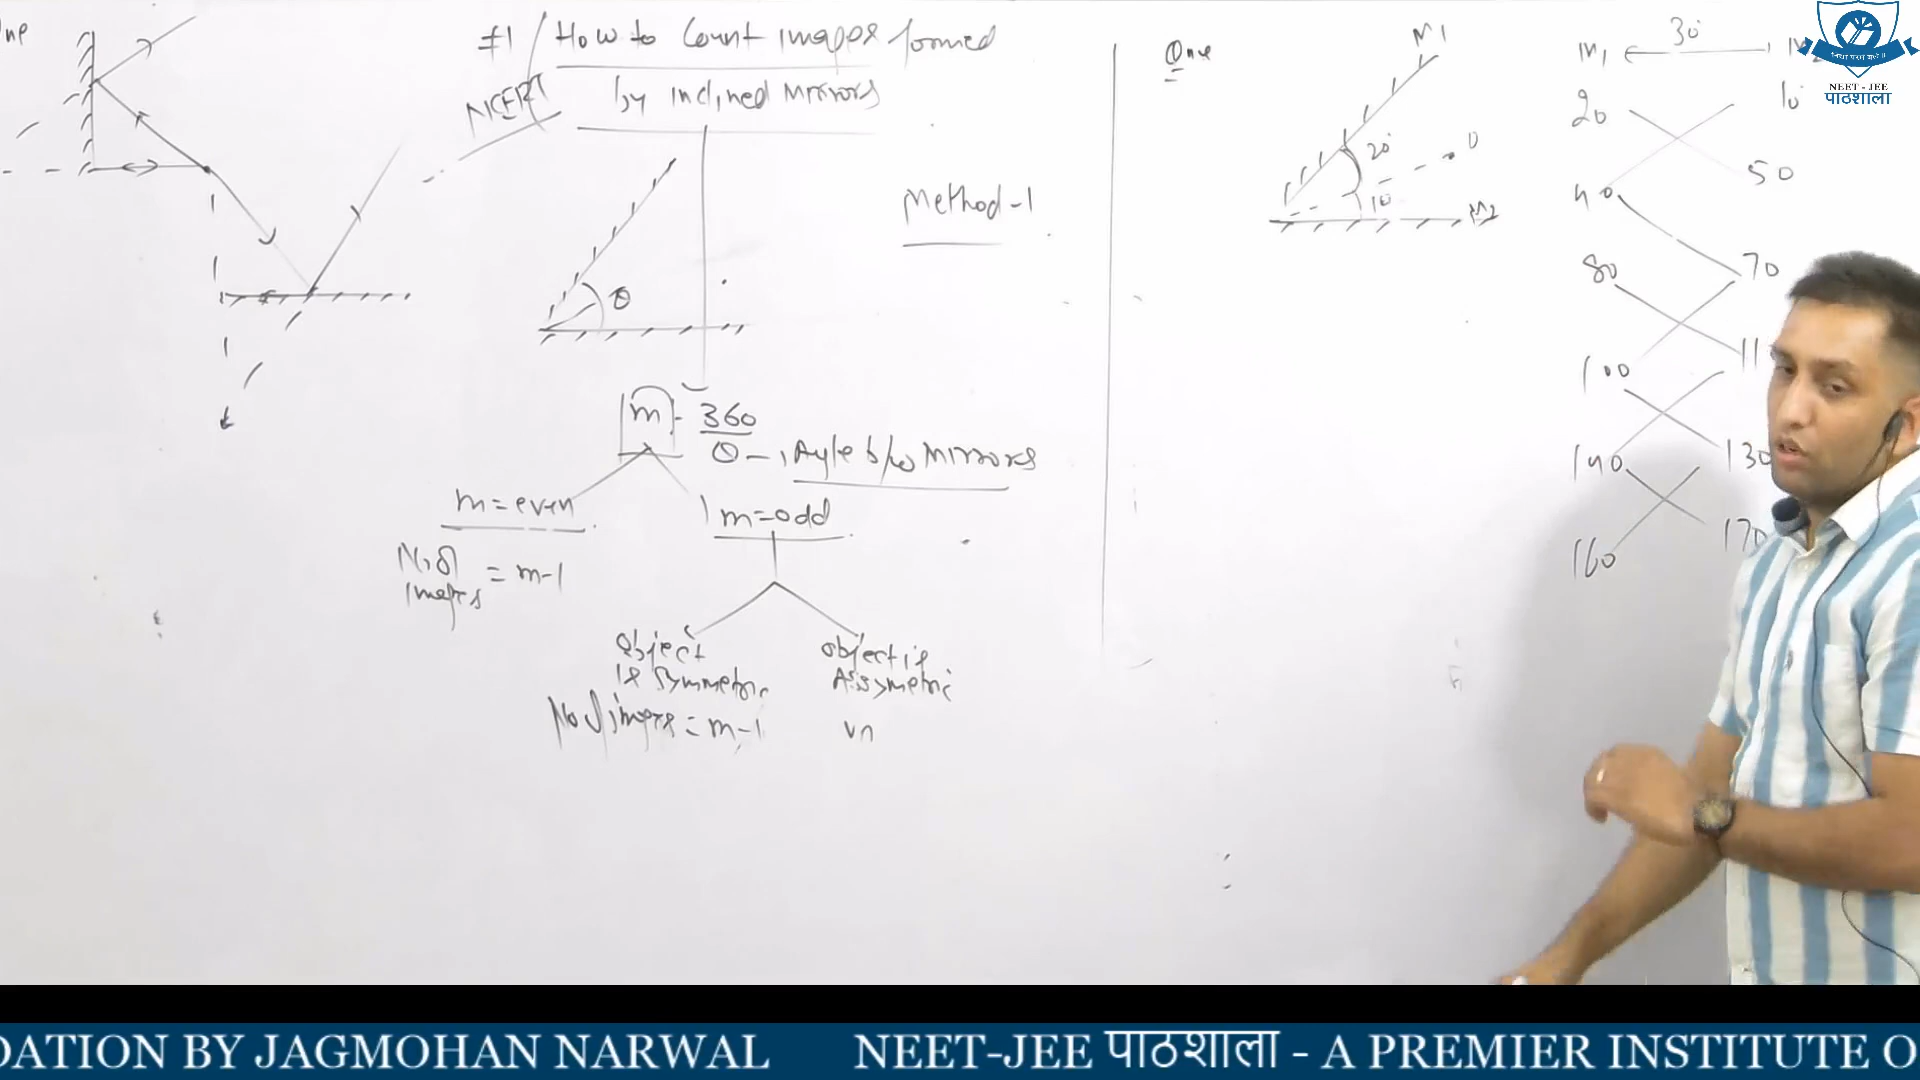 #1 How to Count images formed
by inclined Mirrors
NCERT
Method-1
θ
m = 360
θ → Angle b/w Mirrors
m = even
m = odd
No. of images = m-1
Object is symmetric
Object is Assymetric
No of images = m-1
One
M1
20°
O
10
M2
M1 30°
20 10
40 50
80 70
100 11
140 130
160 170
NEET - JEE
पाठशाला
DATION BY JAGMOHAN NARWAL NEET-JEE पाठशाला - A PREMIER INSTITUTE O